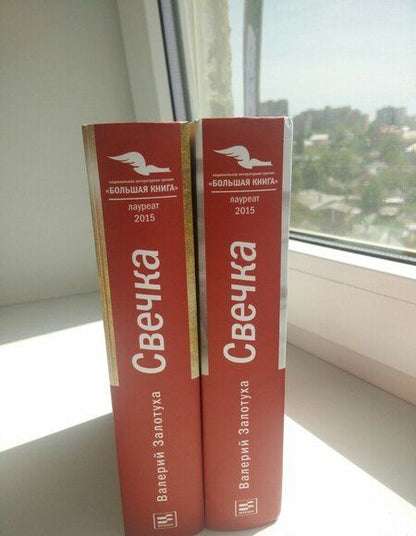 национальная литературная премия
«БОЛЬШАЯ КНИГА»
лауреат
2015
Свечка
Валерий Залотуха
национальная литературная премия
«БОЛЬШАЯ КНИГА»
лауреат
2015
Свечка
Валерий Залотуха